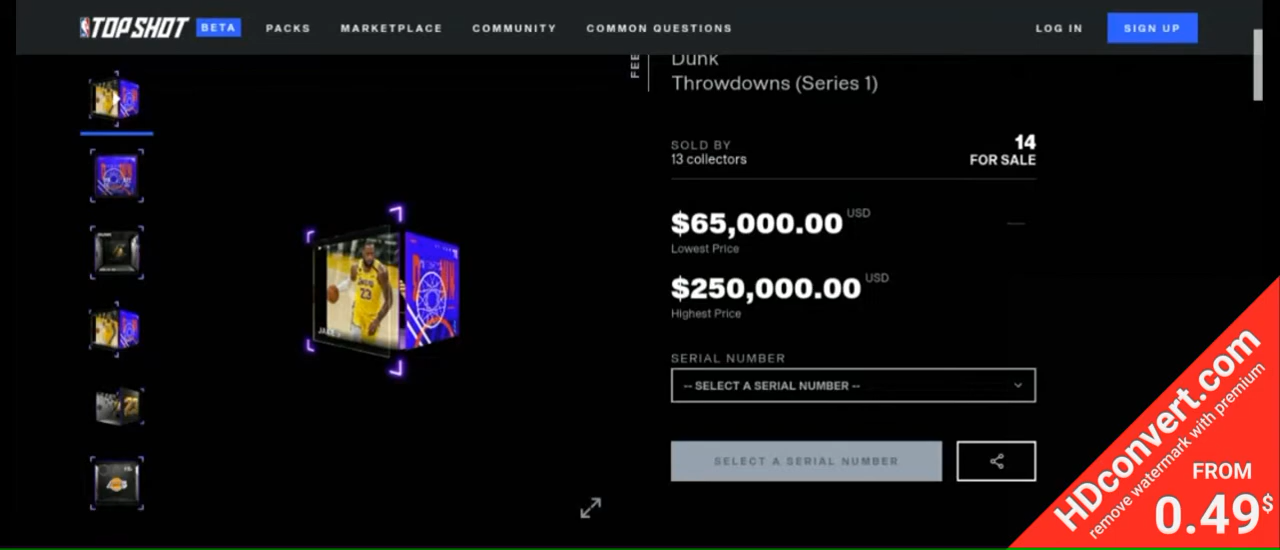 TOP SHOT BETA PACKS MARKETPLACE COMMUNITY COMMON QUESTIONS LOG IN SIGN UP
Dunk
Throwdowns (Series 1)
SOLD BY
13 collectors
14
FOR SALE
$65,000.00 USD
Lowest Price
$250,000.00 USD
Highest Price
SERIAL NUMBER
-- SELECT A SERIAL NUMBER --
SELECT A SERIAL NUMBER
23
HDconvert.com
remove watermark with premium
FROM
0.49$